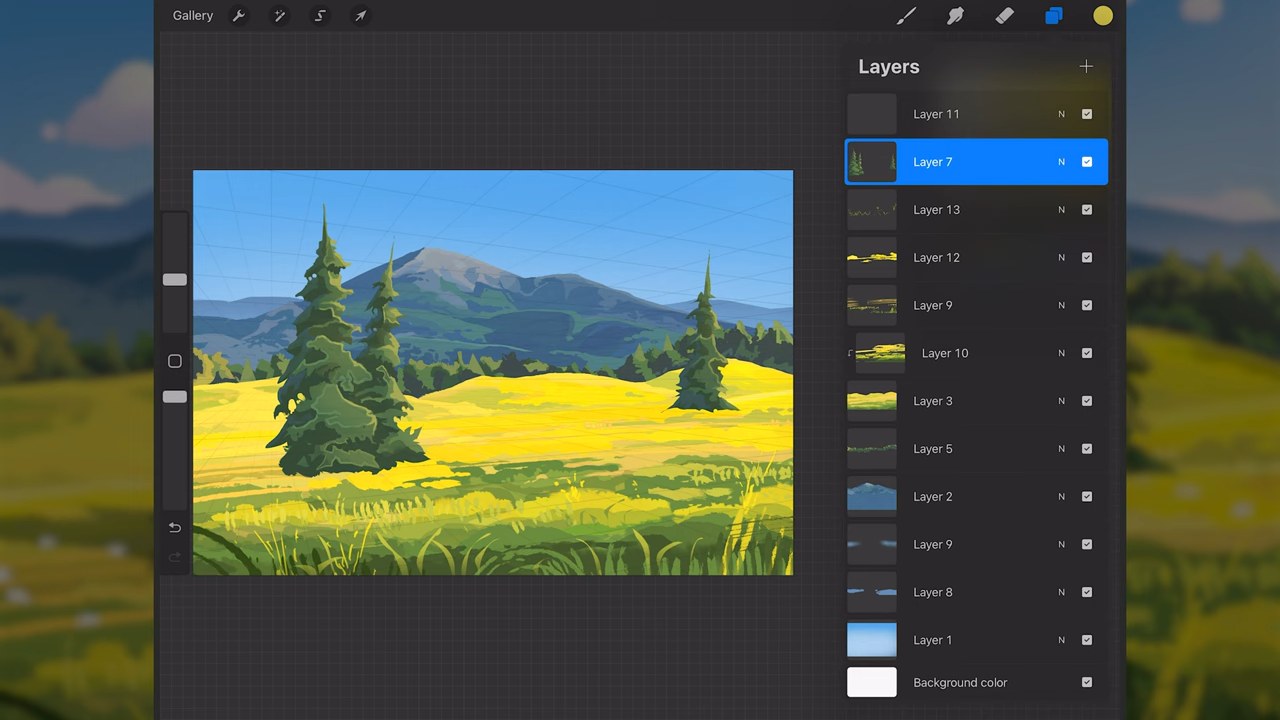 Gallery
Layers
Layer 11 N
Layer 7 N
Layer 13 N
Layer 12 N
Layer 9 N
Layer 10 N
Layer 3 N
Layer 5 N
Layer 2 N
Layer 9 N
Layer 8 N
Layer 1 N
Background color